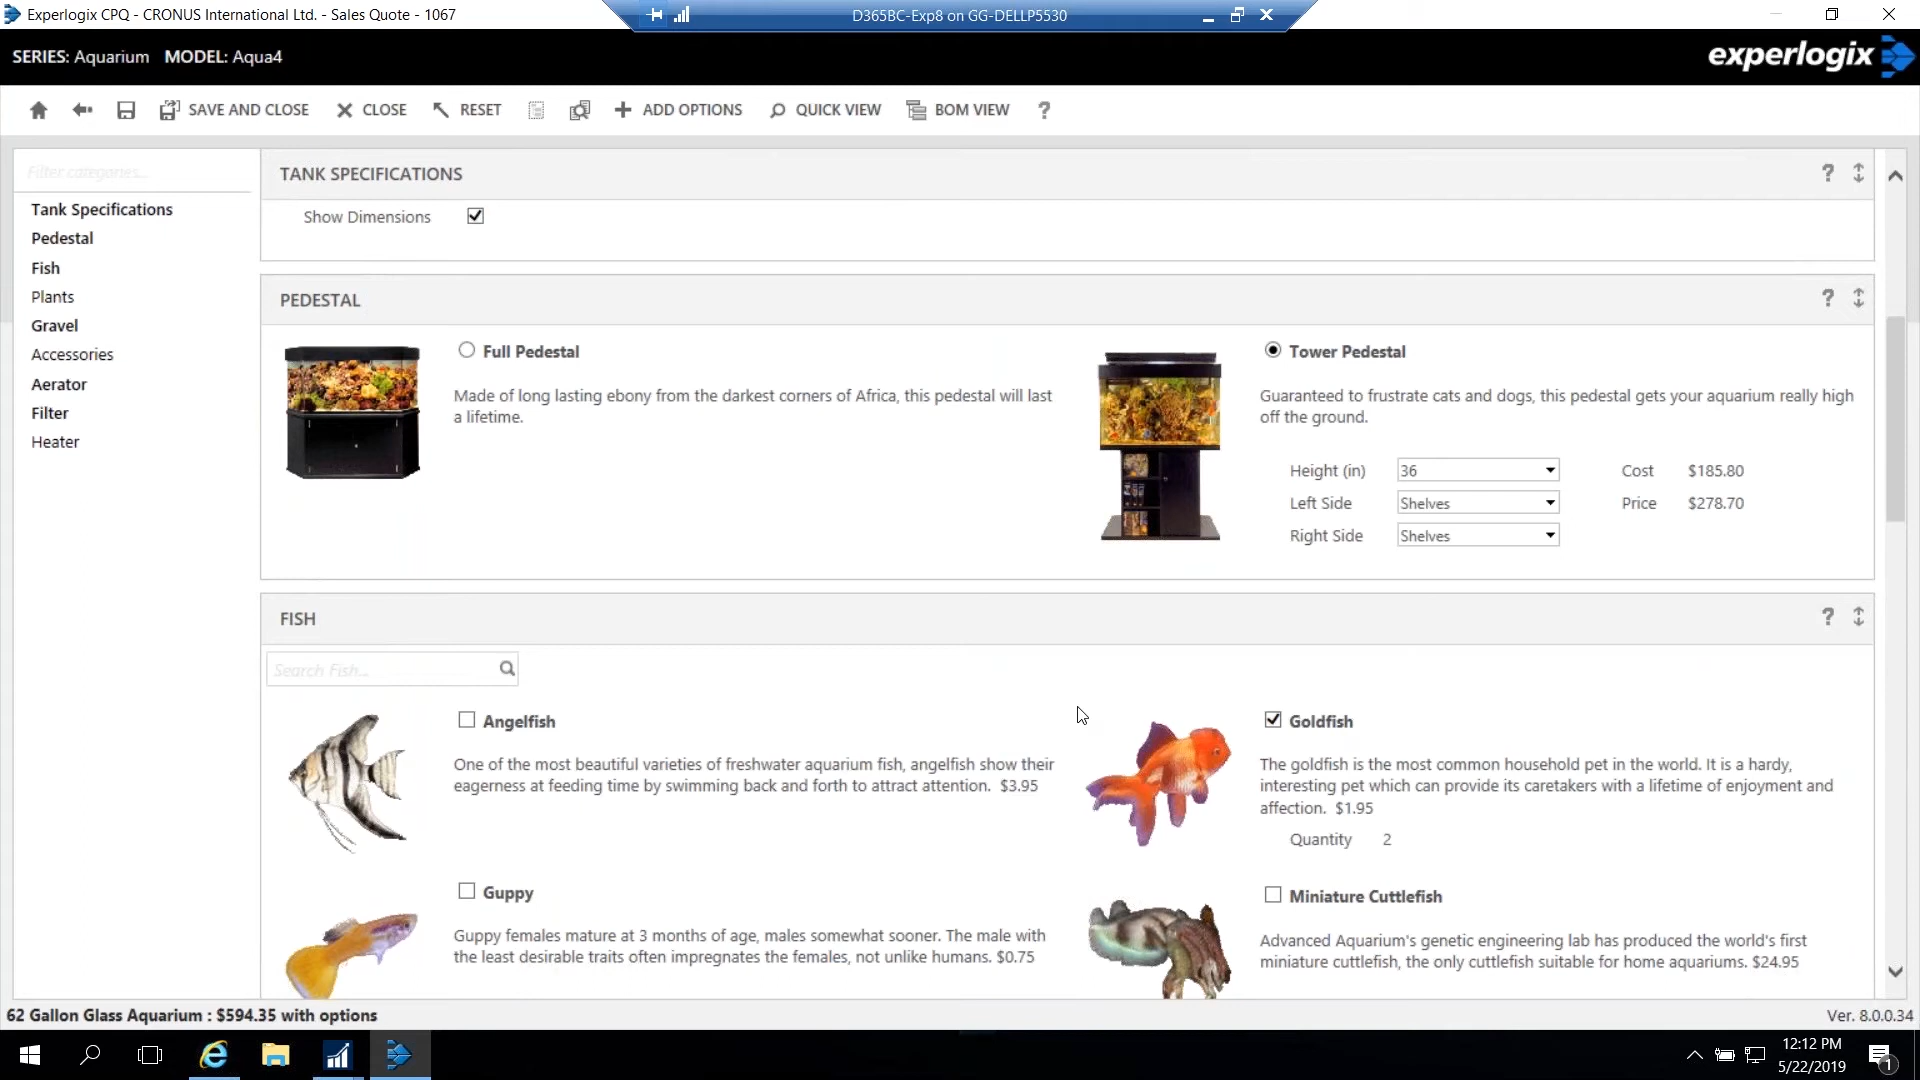 Experlogix CPQ - CRONUS International Ltd. - Sales Quote - 1067
D365BC-Exp8 on GG-DELLP5530
SERIES: Aquarium MODEL: Aqua4
experlogix
SAVE AND CLOSE CLOSE RESET ADD OPTIONS QUICK VIEW BOM VIEW ?
Filter categories...
Tank Specifications
Pedestal
Fish
Plants
Gravel
Accessories
Aerator
Filter
Heater
TANK SPECIFICATIONS ?
Show Dimensions
PEDESTAL ?
Full Pedestal
Made of long lasting ebony from the darkest corners of Africa, this pedestal will last
a lifetime.
Tower Pedestal
Guaranteed to frustrate cats and dogs, this pedestal gets your aquarium really high
off the ground.
Height (in) 36 Cost $185.80
Left Side Shelves Price $278.70
Right Side Shelves
FISH ?
Search Fish...
Angelfish
One of the most beautiful varieties of freshwater aquarium fish, angelfish show their
eagerness at feeding time by swimming back and forth to attract attention. $3.95
Goldfish
The goldfish is the most common household pet in the world. It is a hardy,
interesting pet which can provide its caretakers with a lifetime of enjoyment and
affection. $1.95
Quantity 2
Guppy
Guppy females mature at 3 months of age, males somewhat sooner. The male with
the least desirable traits often impregnates the females, not unlike humans. $0.75
Miniature Cuttlefish
Advanced Aquarium's genetic engineering lab has produced the world's first
miniature cuttlefish, the only cuttlefish suitable for home aquariums. $24.95
62 Gallon Glass Aquarium : $594.35 with options
Ver. 8.0.0.34
12:12 PM
5/22/2019
1